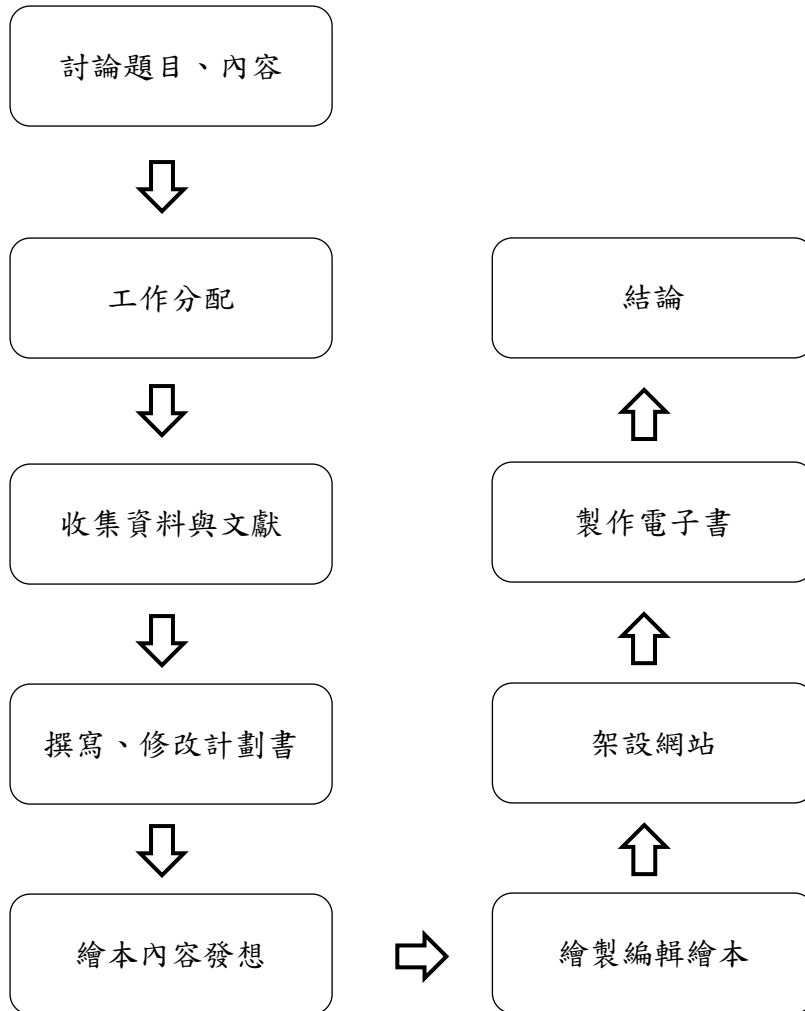 討論題目、內容
工作分配
收集資料與文獻
撰寫、修改計劃書
繪本內容發想
繪製編輯繪本
架設網站
製作電子書
結論